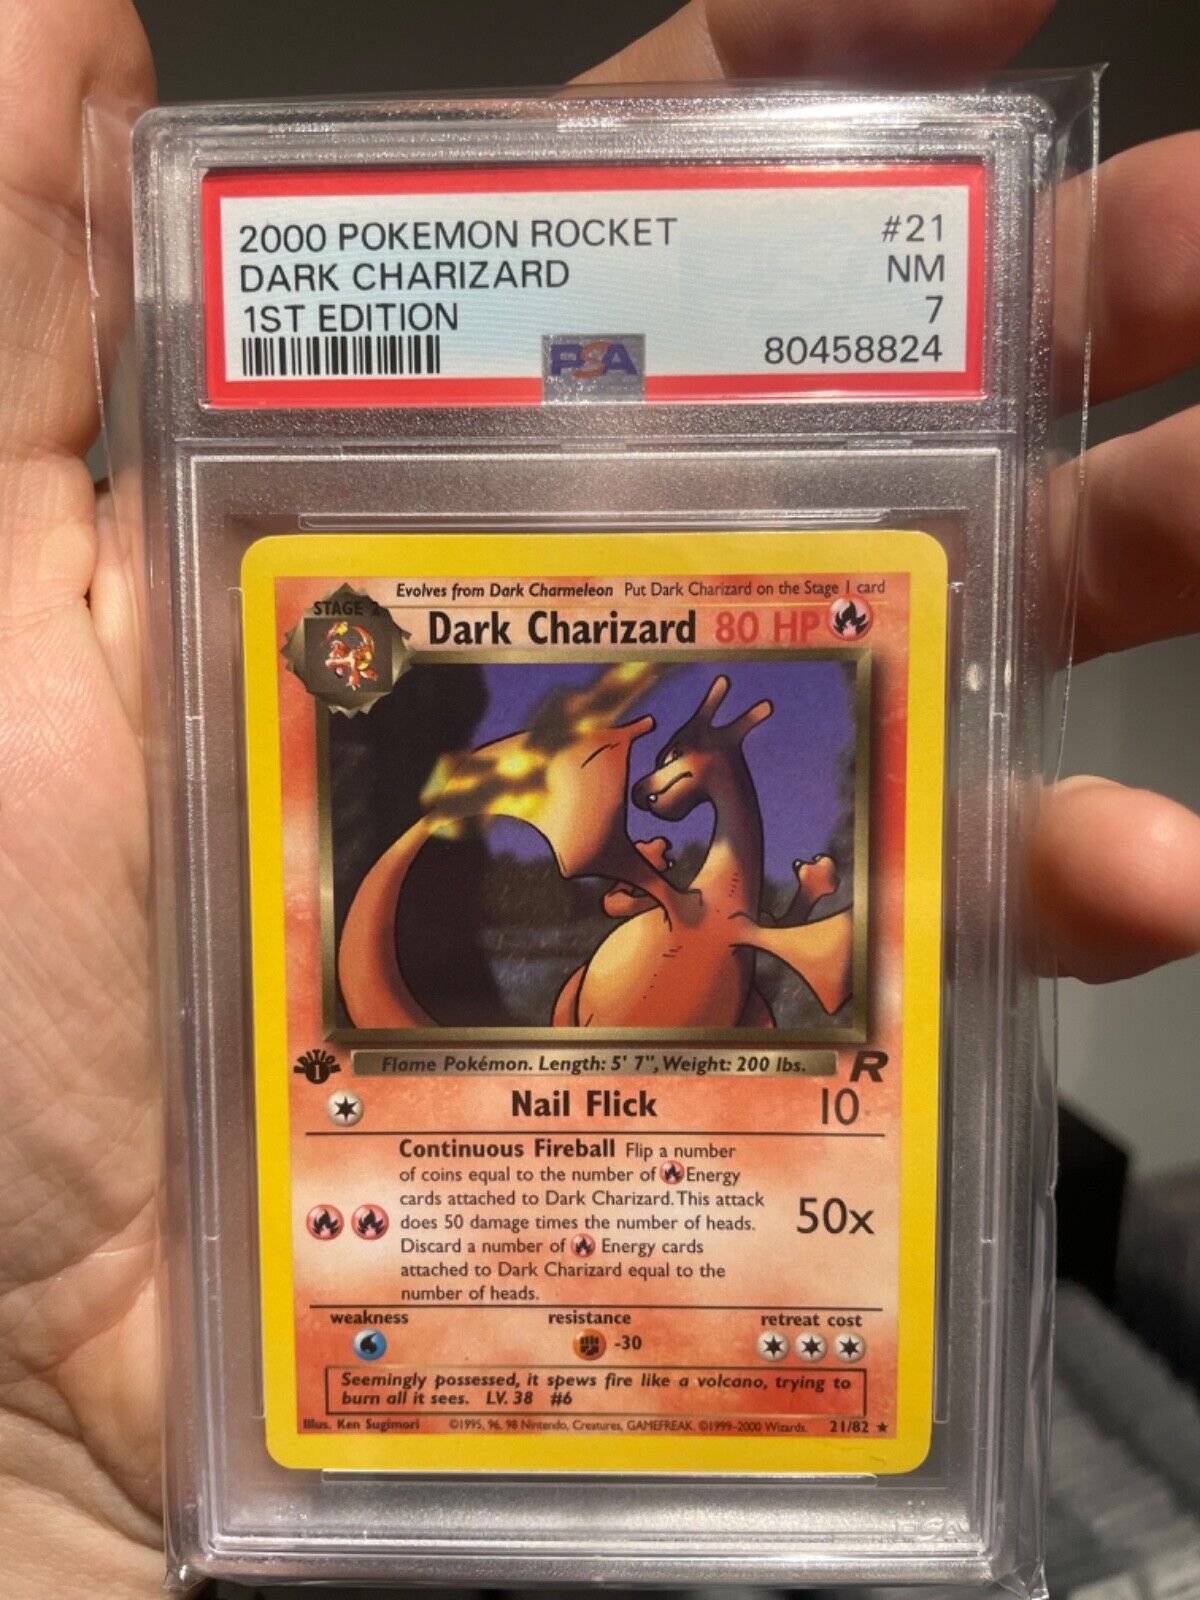 2000 POKEMON ROCKET #21
DARK CHARIZARD NM
1ST EDITION 7
PSA 80458824
Evolves from Dark Charmeleon Put Dark Charizard on the Stage 1 card
STAGE 2
Dark Charizard 80 HP
EDITION
1
Flame Pokémon. Length: 5' 7", Weight: 200 lbs.
R
Nail Flick 10
Continuous Fireball Flip a number
of coins equal to the number of Energy
cards attached to Dark Charizard. This attack
does 50 damage times the number of heads.
Discard a number of Energy cards
attached to Dark Charizard equal to the
number of heads.
50x
weakness resistance retreat cost
-30
Seemingly possessed, it spews fire like a volcano, trying to
burn all it sees. LV. 38 #6
Illus. Ken Sugimori ©1995, 96, 98 Nintendo, Creatures, GAMEFREAK. ©1999-2000 Wizards. 21/82 ★
PSA